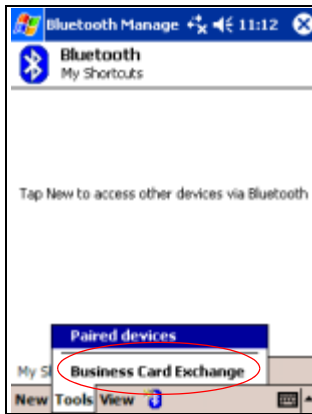 Bluetooth Manage 11:12
Bluetooth
My Shortcuts
Tap New to access other devices via Bluetooth
Paired devices
Business Card Exchange
My S
New Tools View